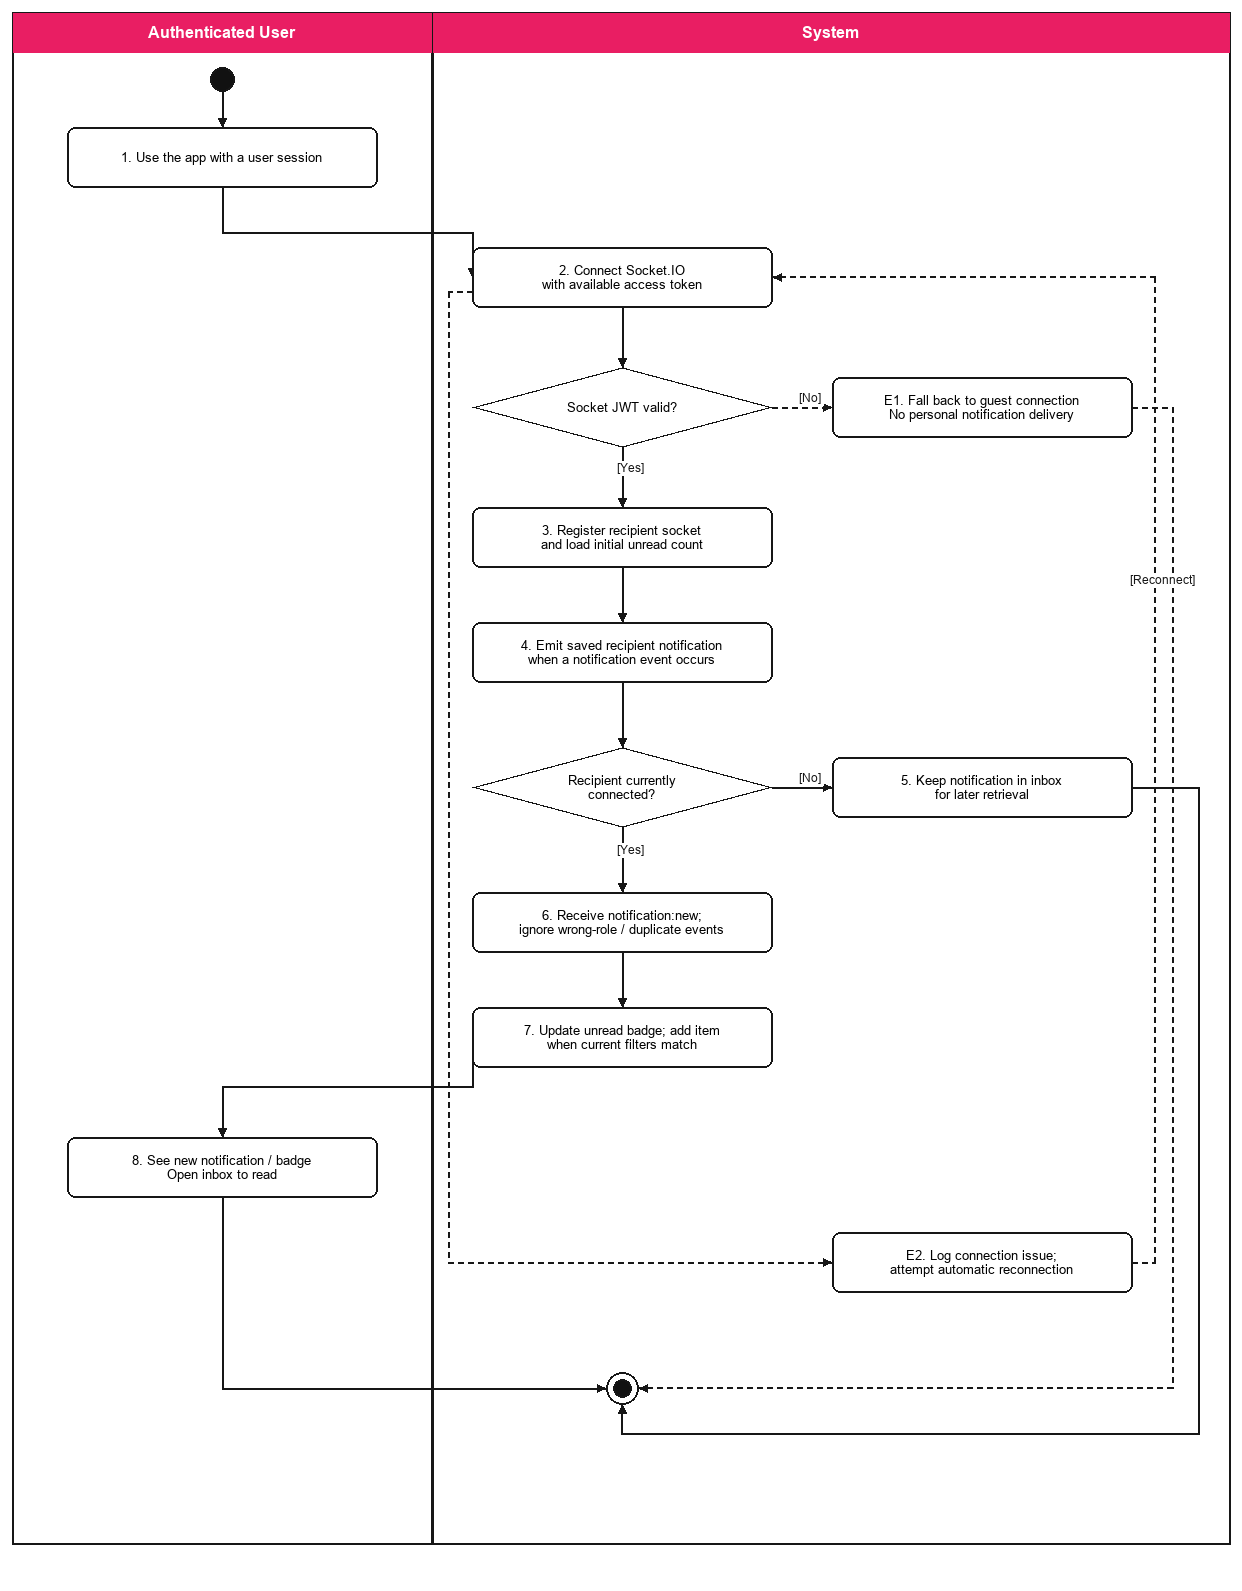 Authenticated User
System
1. Use the app with a user session
2. Connect Socket.IO
with available access token
Socket JWT valid?
[No]
E1. Fall back to guest connection
No personal notification delivery
[Yes]
3. Register recipient socket
and load initial unread count
[Reconnect]
4. Emit saved recipient notification
when a notification event occurs
Recipient currently
connected?
[No]
5. Keep notification in inbox
for later retrieval
[Yes]
6. Receive notification:new;
ignore wrong-role / duplicate events
7. Update unread badge; add item
when current filters match
8. See new notification / badge
Open inbox to read
E2. Log connection issue;
attempt automatic reconnection